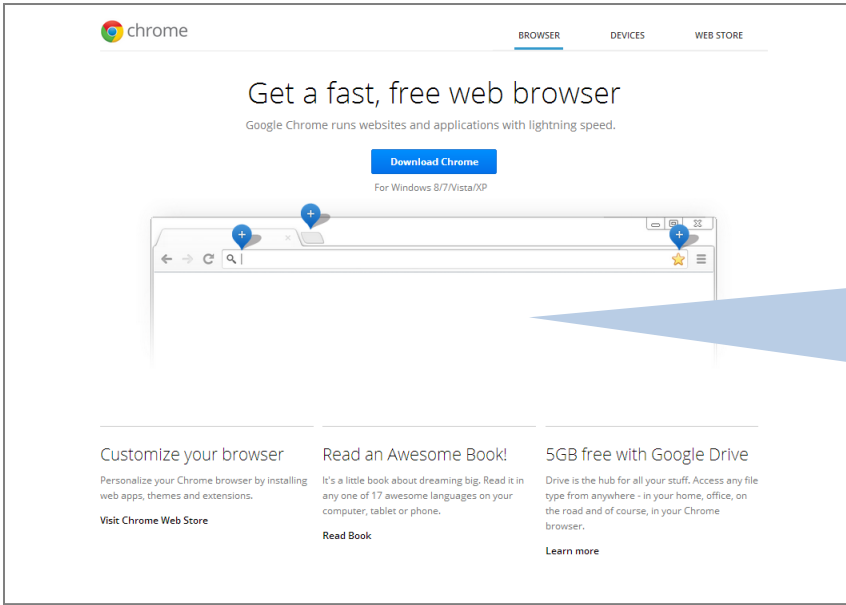 chrome
BROWSER DEVICES WEB STORE
Get a fast, free web browser
Google Chrome runs websites and applications with lightning speed.
Download Chrome
For Windows 8/7/Vista/XP
Customize your browser
Personalize your Chrome browser by installing
web apps, themes and extensions.
Visit Chrome Web Store
Read an Awesome Book!
It's a little book about dreaming big. Read it in
any one of 17 awesome languages on your
computer, tablet or phone.
Read Book
5GB free with Google Drive
Drive is the hub for all your stuff. Access any file
type from anywhere - in your home, office, on
the road and of course, in your Chrome
browser.
Learn more